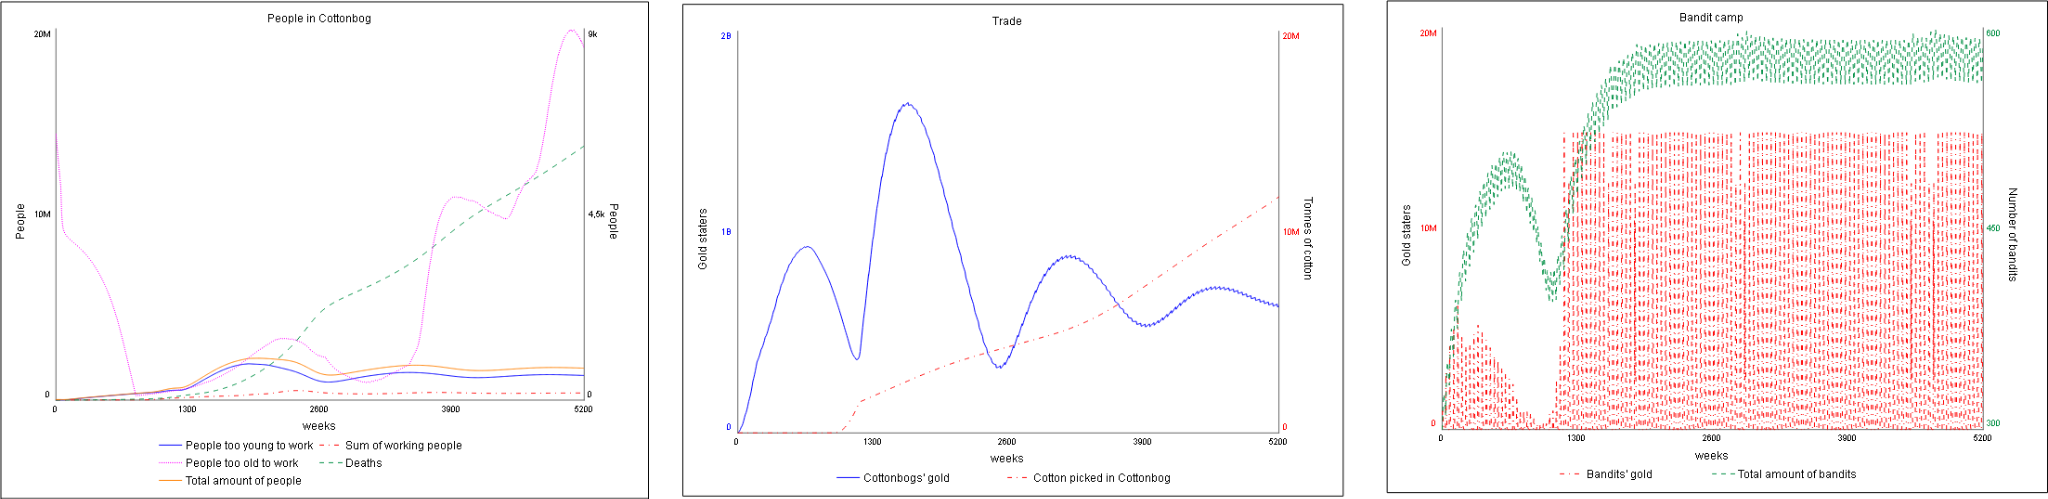 People in Cottonbog
20M
9k
10M
4,5k
People
People
0
0
0
1300
2600
3900
5200
weeks
People too young to work
Sum of working people
People too old to work
Deaths
Total amount of people
Trade
2B
20M
1B
10M
Gold staters
Tonnes of cotton
0
0
0
1300
2600
3900
5200
weeks
Cottonbogs' gold
Cotton picked in Cottonbog
Bandit camp
20M
600
10M
450
Gold staters
Number of bandits
0
300
0
1300
2600
3900
5200
weeks
Bandits' gold
Total amount of bandits